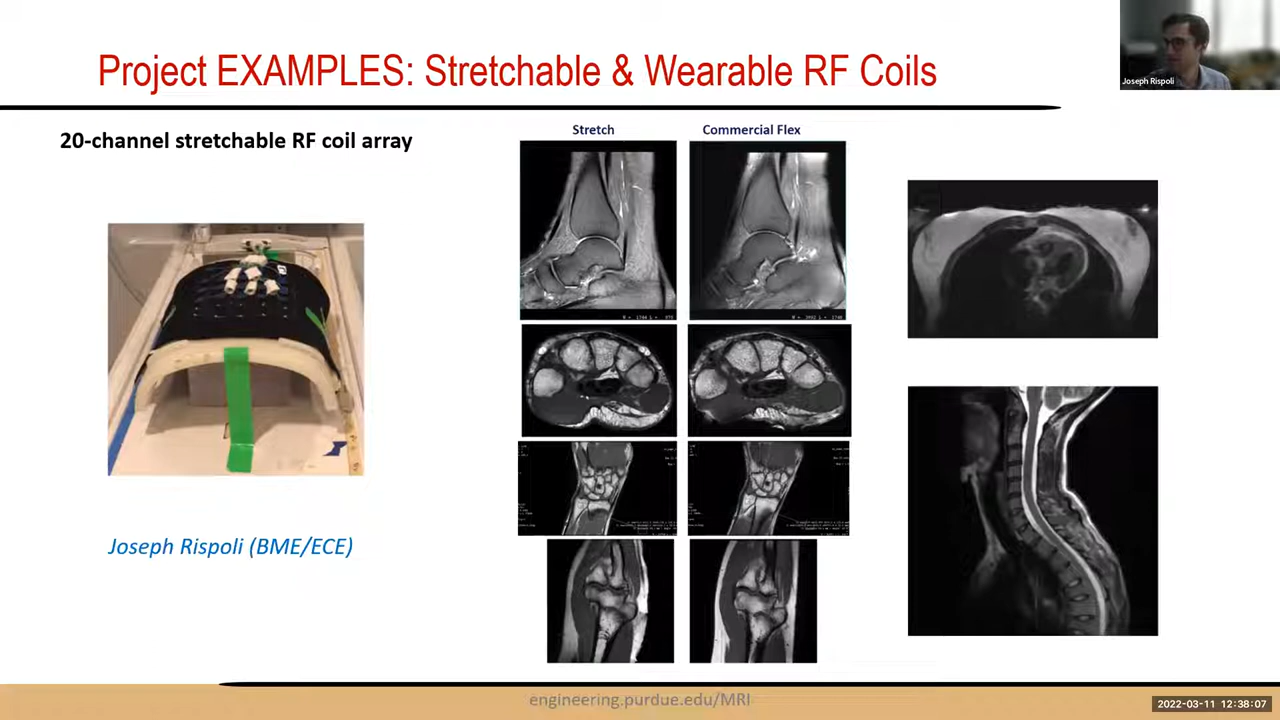 Project EXAMPLES: Stretchable & Wearable RF Coils
Joseph Rispoli
20-channel stretchable RF coil array
Stretch
Commercial Flex
Joseph Rispoli (BME/ECE)
engineering.purdue.edu/MRI
2022-03-11 12:38:07